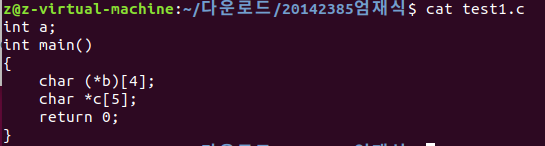 z@z-virtual-machine:~/다운로드/20142385엄재식$ cat test1.c
int a;
int main()
{
    char (*b)[4];
    char *c[5];
    return 0;
}